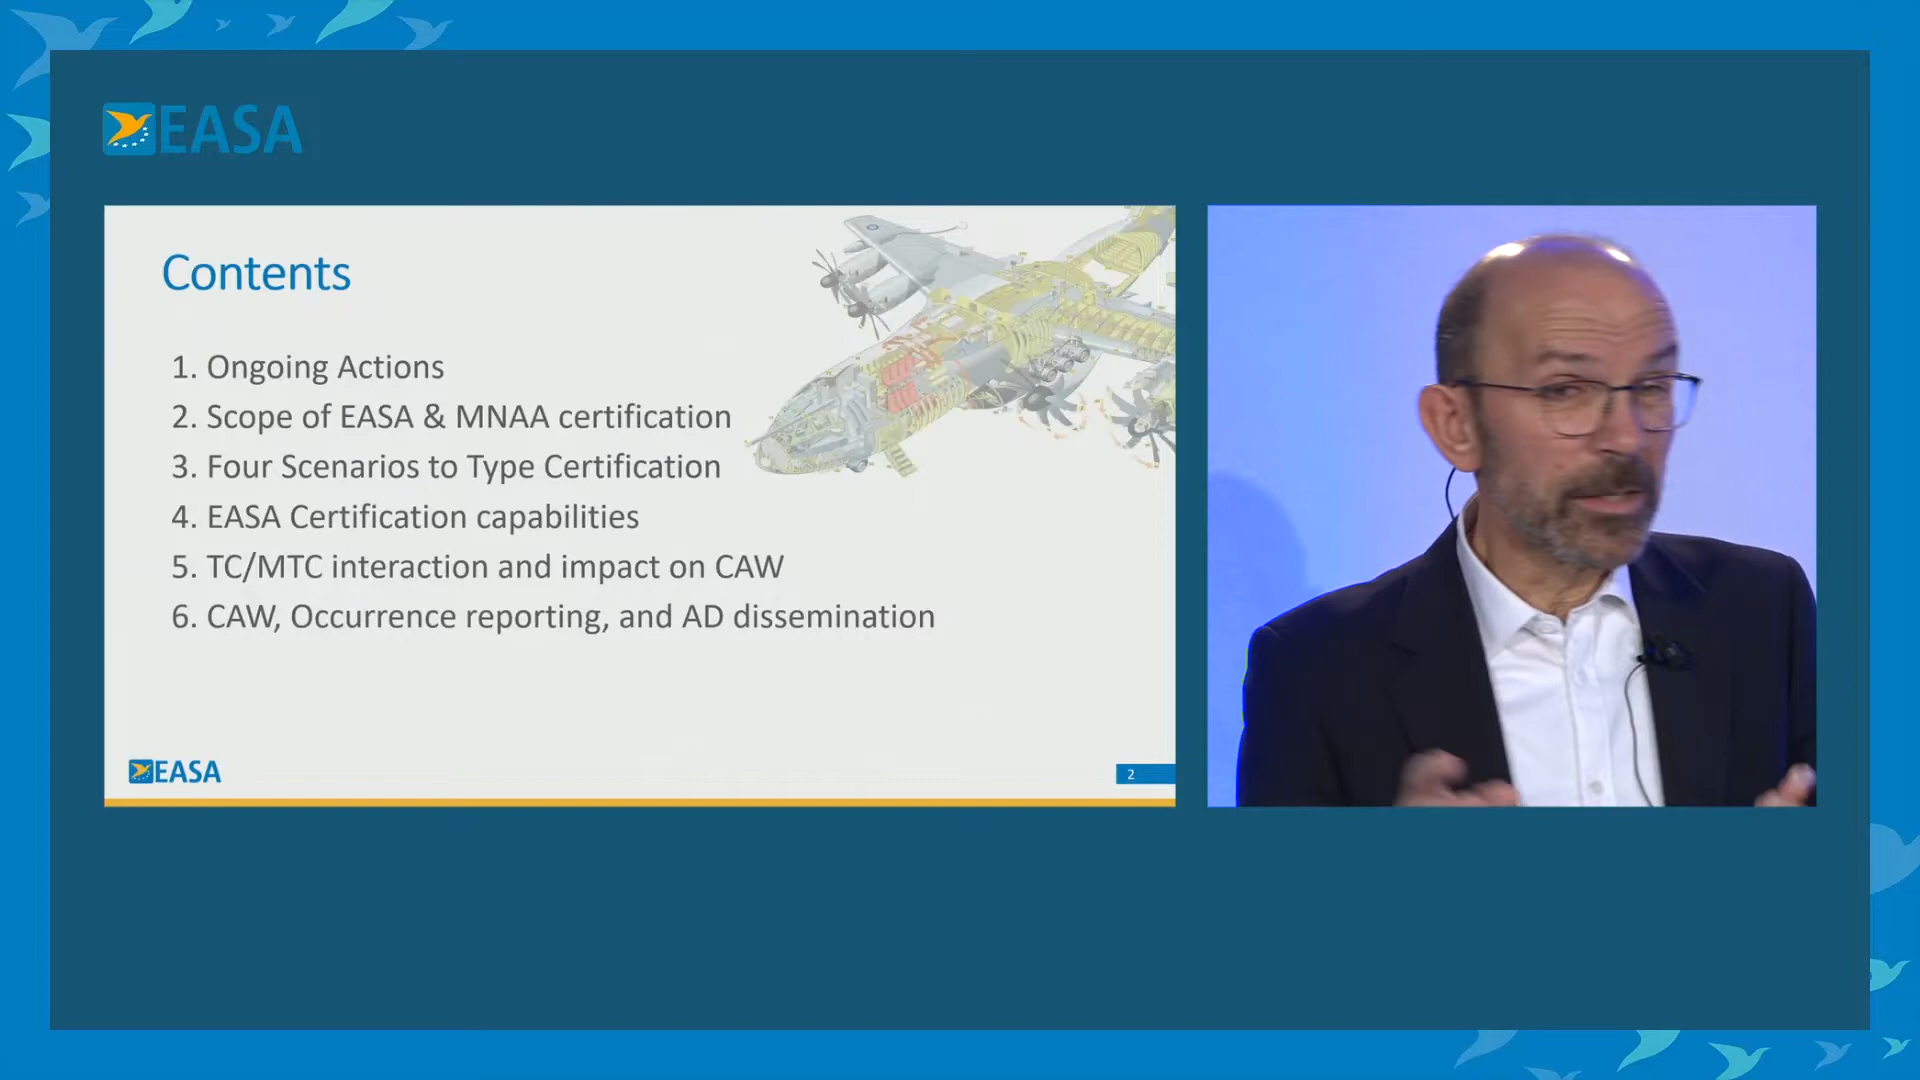 EASA
Contents
1. Ongoing Actions
2. Scope of EASA & MNAA certification
3. Four Scenarios to Type Certification
4. EASA Certification capabilities
5. TC/MTC interaction and impact on CAW
6. CAW, Occurrence reporting, and AD dissemination
EASA
2